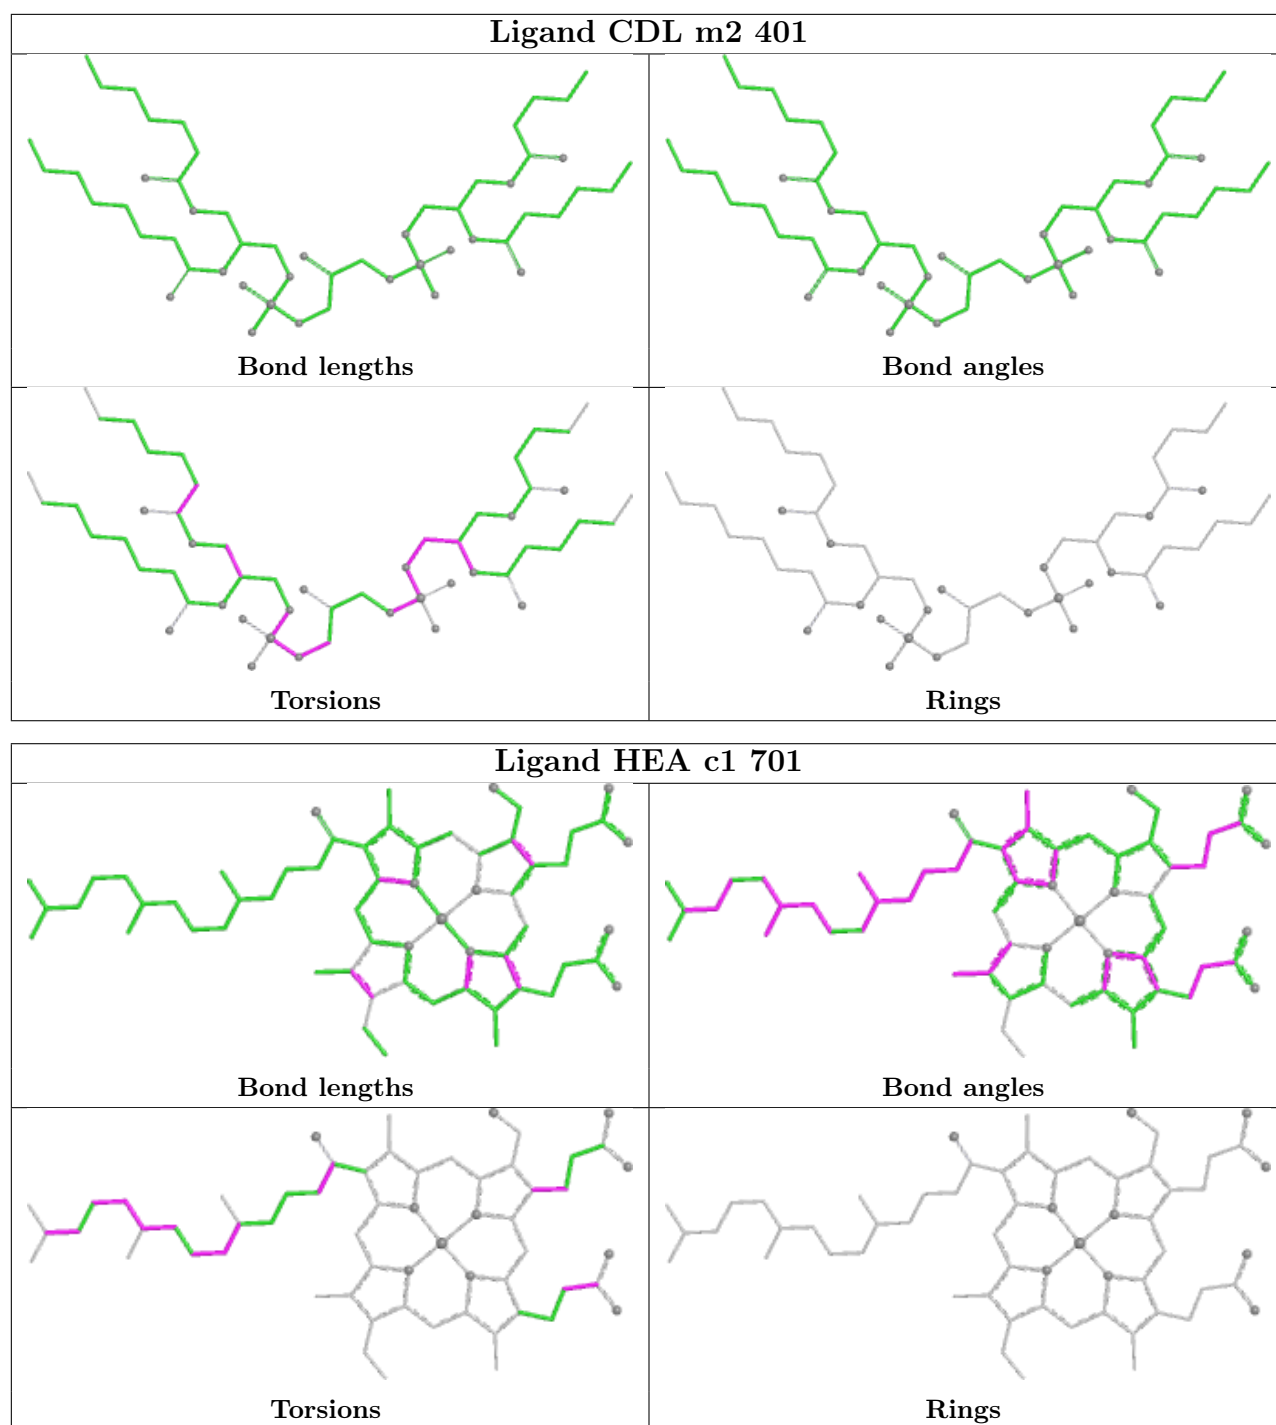 Ligand CDL m2 401
Bond lengths
Bond angles
Torsions
Rings
Ligand HEA c1 701
Bond lengths
Bond angles
Torsions
Rings